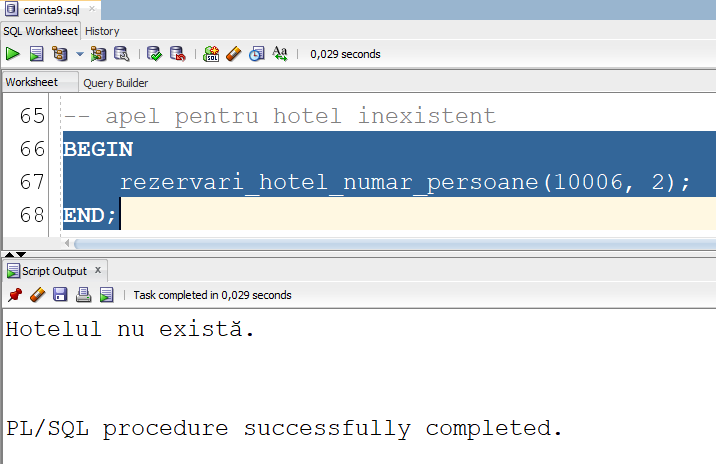 cerinta9.sql ×
SQL Worksheet History
0,029 seconds
Worksheet Query Builder
65 -- apel pentru hotel inexistent
66 BEGIN
67 rezervari_hotel_numar_persoane(10006, 2);
68 END;
Script Output ×
Task completed in 0,029 seconds
Hotelul nu există.
PL/SQL procedure successfully completed.